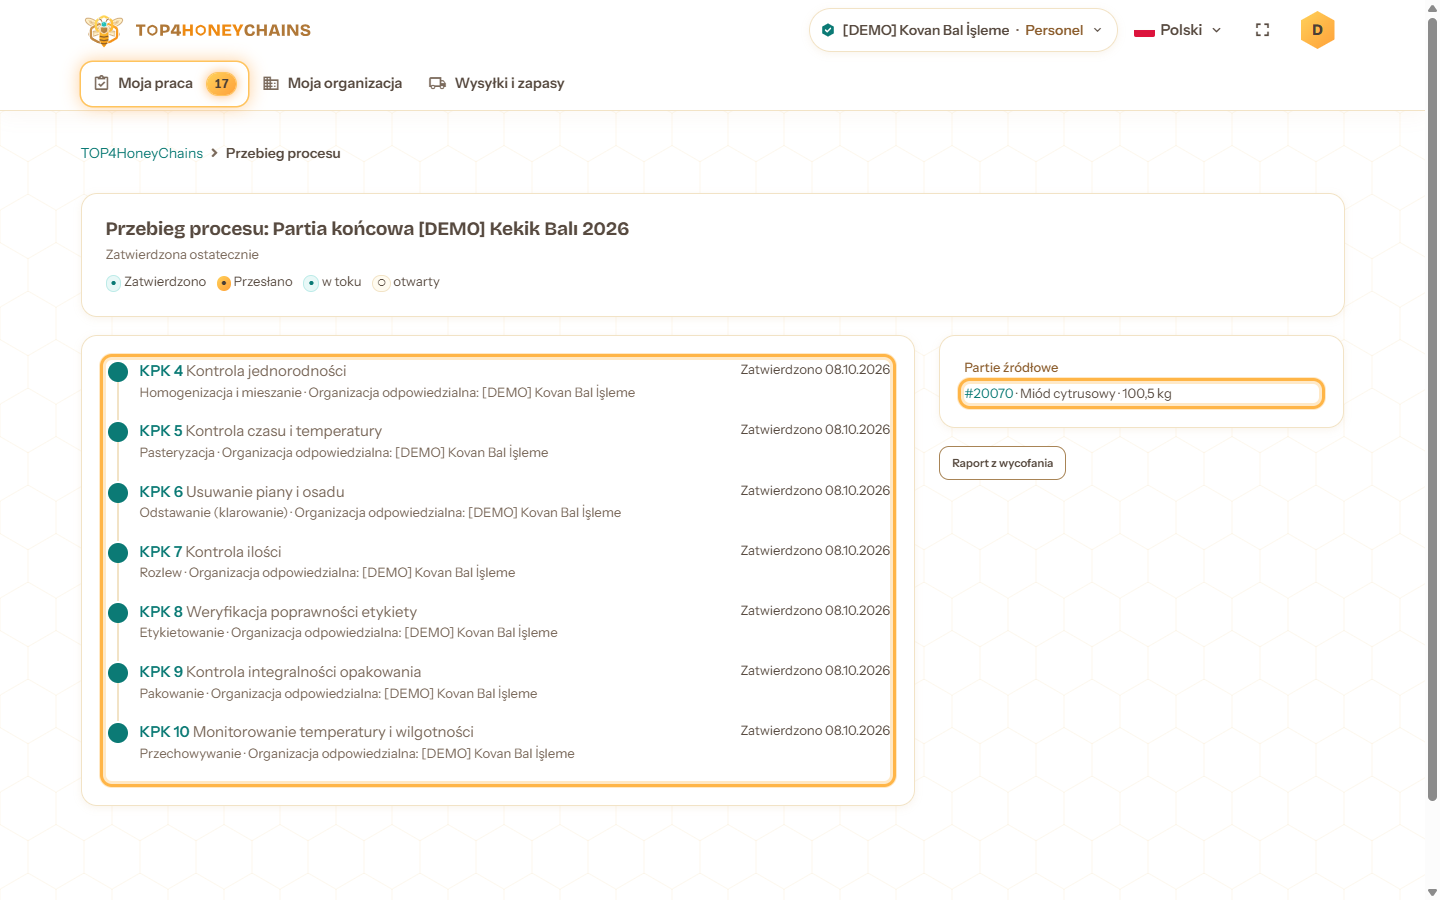 TOP4HONEYCHAINS
[DEMO] Kovan Bal İşleme · Personel
Polski
D
Moja praca 17
Moja organizacja
Wysyłki i zapasy
TOP4HoneyChains > Przebieg procesu
Przebieg procesu: Partia końcowa [DEMO] Kekik Balı 2026
Zatwierdzona ostatecznie
Zatwierdzono Przesłano w toku otwarty
KPK 4 Kontrola jednorodności Zatwierdzono 08.10.2026
Homogenizacja i mieszanie · Organizacja odpowiedzialna: [DEMO] Kovan Bal İşleme
KPK 5 Kontrola czasu i temperatury Zatwierdzono 08.10.2026
Pasteryzacja · Organizacja odpowiedzialna: [DEMO] Kovan Bal İşleme
KPK 6 Usuwanie piany i osadu Zatwierdzono 08.10.2026
Odstawanie (klarowanie) · Organizacja odpowiedzialna: [DEMO] Kovan Bal İşleme
KPK 7 Kontrola ilości Zatwierdzono 08.10.2026
Rozlew · Organizacja odpowiedzialna: [DEMO] Kovan Bal İşleme
KPK 8 Weryfikacja poprawności etykiety Zatwierdzono 08.10.2026
Etykietowanie · Organizacja odpowiedzialna: [DEMO] Kovan Bal İşleme
KPK 9 Kontrola integralności opakowania Zatwierdzono 08.10.2026
Pakowanie · Organizacja odpowiedzialna: [DEMO] Kovan Bal İşleme
KPK 10 Monitorowanie temperatury i wilgotności Zatwierdzono 08.10.2026
Przechowywanie · Organizacja odpowiedzialna: [DEMO] Kovan Bal İşleme
Partie źródłowe
#20070 · Miód cytrusowy · 100,5 kg
Raport z wycofania